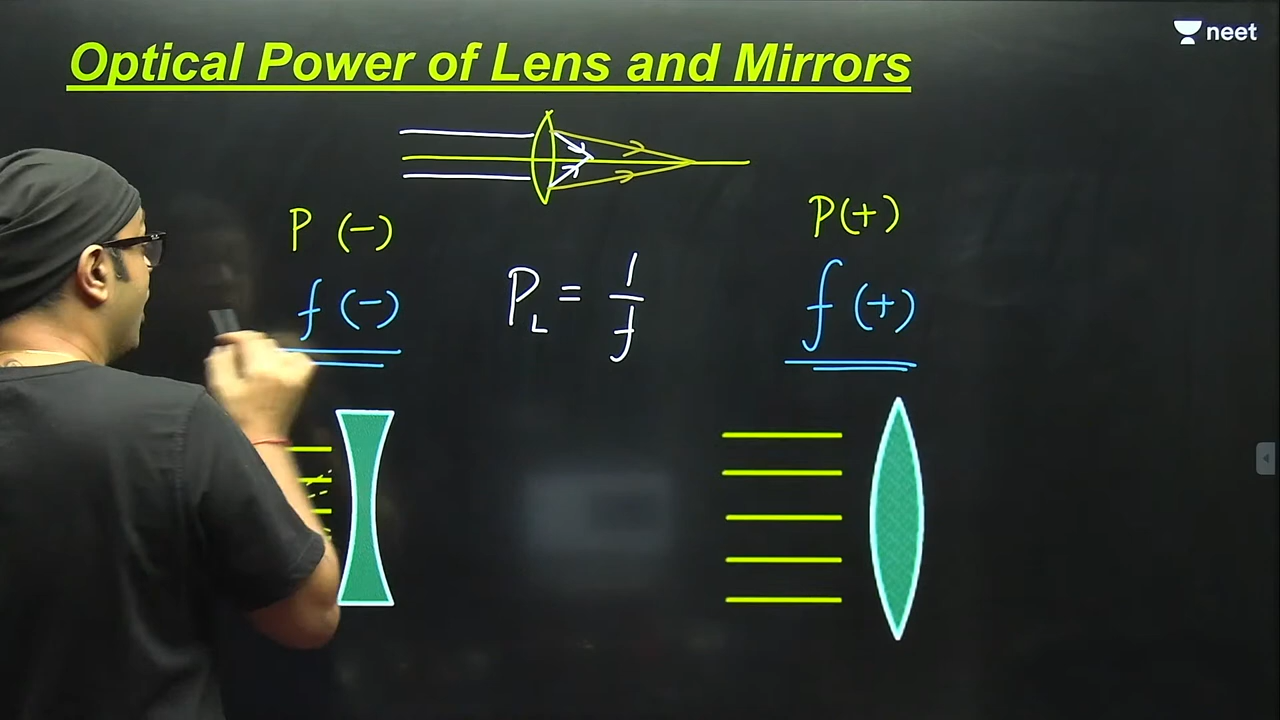 Optical Power of Lens and Mirrors
neet
P (-)
P(+)
f (-)
P_L = 1/f
f (+)